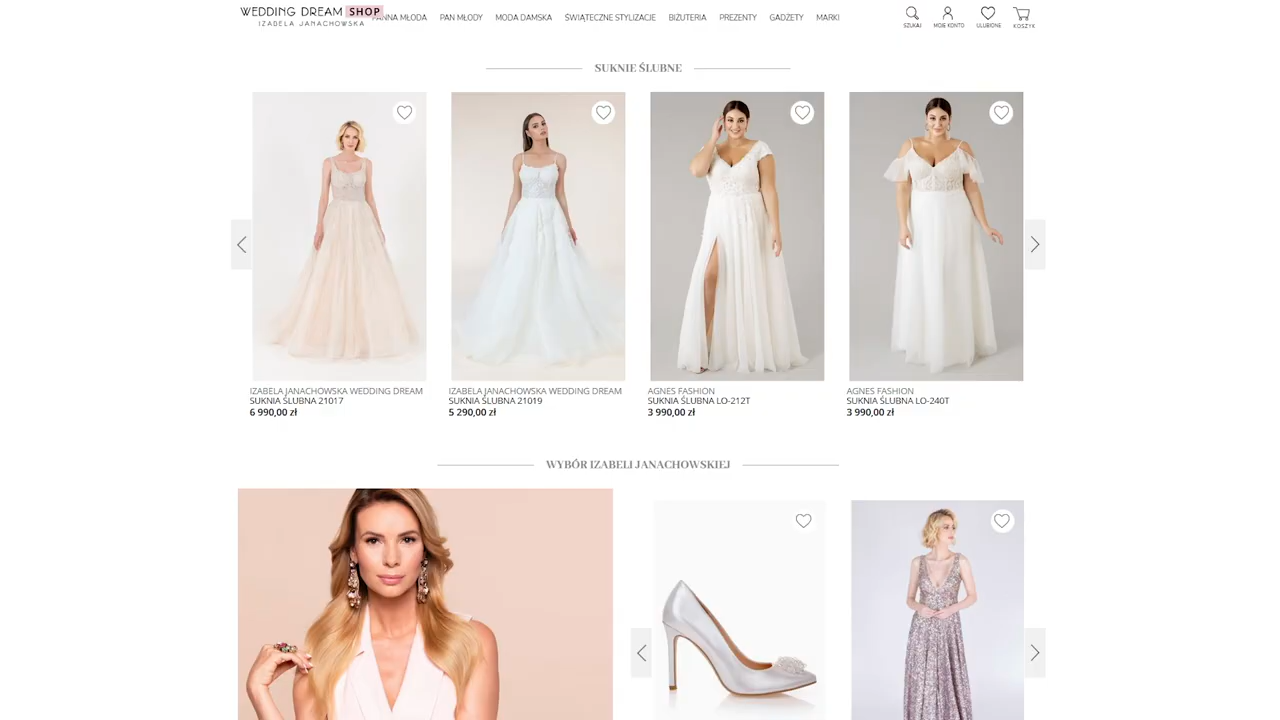 WEDDING DREAM SHOP
IZABELA JANACHOWSKA
PANNA MŁODA PAN MŁODY MODA DAMSKA ŚWIĄTECZNE STYLIZACJE BIŻUTERIA PREZENTY GADŻETY MARKI
SZUKAJ MOJE KONTO ULUBIONE KOSZYK
SUKNIE ŚLUBNE
IZABELA JANACHOWSKA WEDDING DREAM
SUKNIA ŚLUBNA 21017
6 990,00 zł
IZABELA JANACHOWSKA WEDDING DREAM
SUKNIA ŚLUBNA 21019
5 290,00 zł
AGNES FASHION
SUKNIA ŚLUBNA LO-212T
3 990,00 zł
AGNES FASHION
SUKNIA ŚLUBNA LO-240T
3 990,00 zł
WYBÓR IZABELI JANACHOWSKIEJ